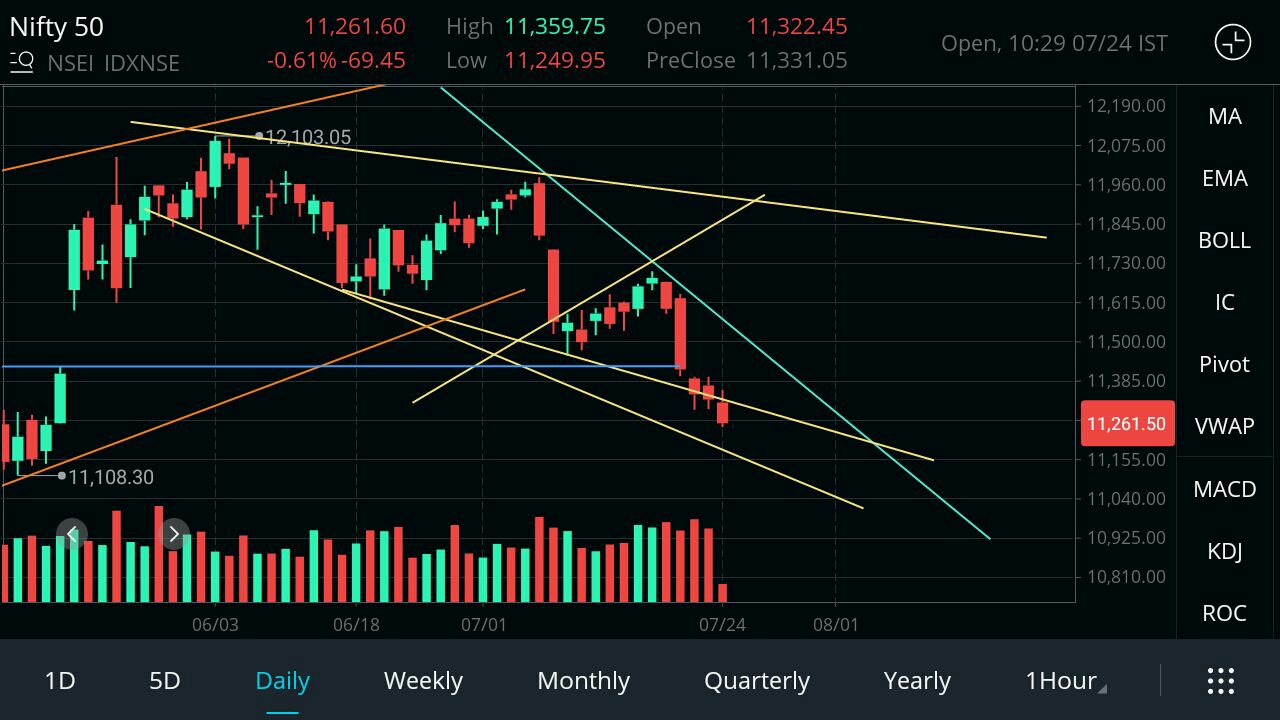 Nifty 50 11,261.60 High 11,359.75 Open 11,322.45
NSEI IDXNSE -0.61% -69.45 Low 11,249.95 PreClose 11,331.05
Open, 10:29 07/24 IST
12,103.05
11,108.30
12,190.00
12,075.00
11,960.00
11,845.00
11,730.00
11,615.00
11,500.00
11,385.00
11,261.50
11,155.00
11,040.00
10,925.00
10,810.00
MA
EMA
BOLL
IC
Pivot
VWAP
MACD
KDJ
ROC
06/03 06/18 07/01 07/24 08/01
1D 5D Daily Weekly Monthly Quarterly Yearly 1Hour